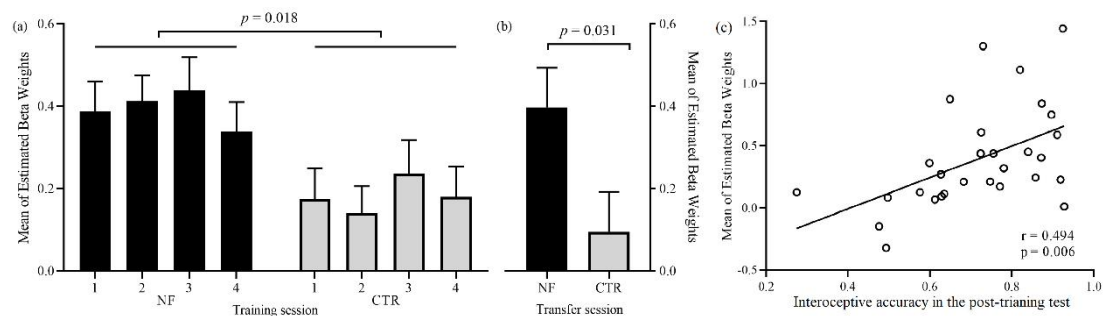 (a)
p = 0.018
Mean of Estimated Beta Weights
0.6
0.4
0.2
0.0
1 2 3 4 1 2 3 4
NF CTR
Training session
(b)
p = 0.031
0.6
0.4
0.2
0.0
Mean of Estimated Beta Weights
NF CTR
Transfer session
(c)
Mean of Estimated Beta Weights
1.5
1.0
0.5
0.0
-0.5
r = 0.494
p = 0.006
0.2 0.4 0.6 0.8 1.0
Interoceptive accuracy in the post-trianing test